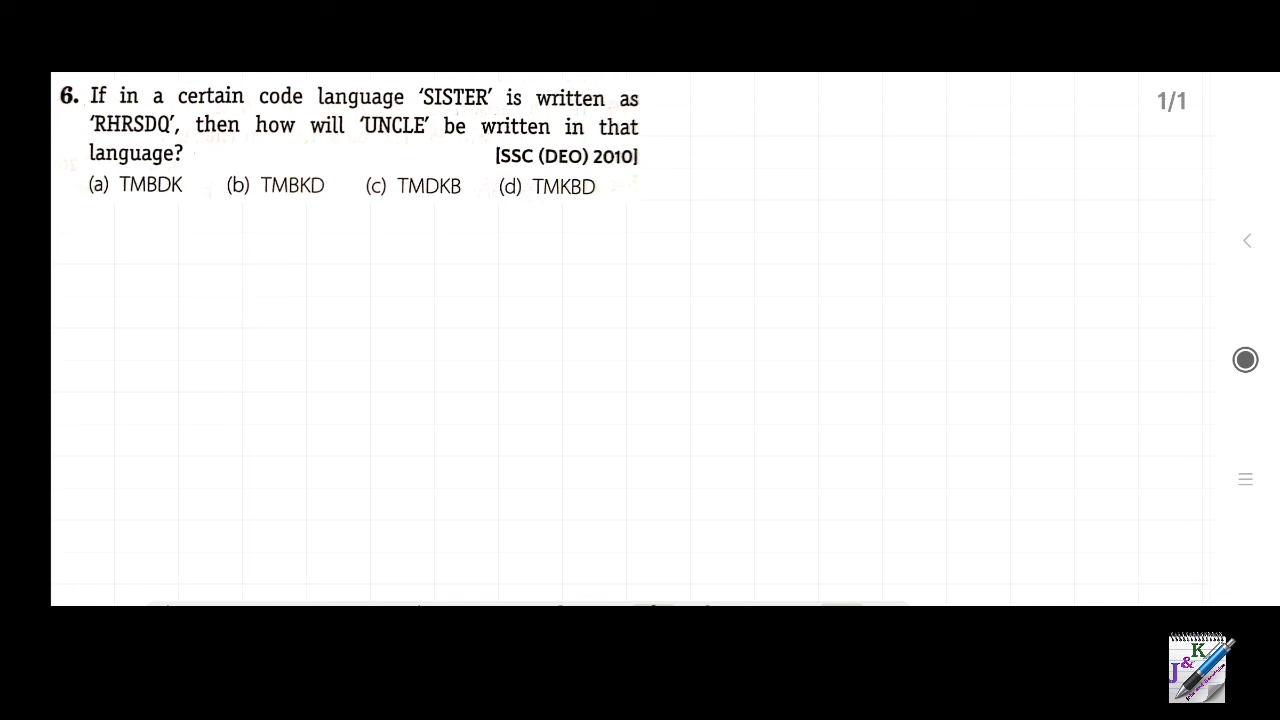 6. If in a certain code language ‘SISTER’ is written as
‘RHRSDQ’, then how will ‘UNCLE’ be written in that
language? [SSC (DEO) 2010]
(a) TMBDK (b) TMBKD (c) TMDKB (d) TMKBD
1/1
J & K